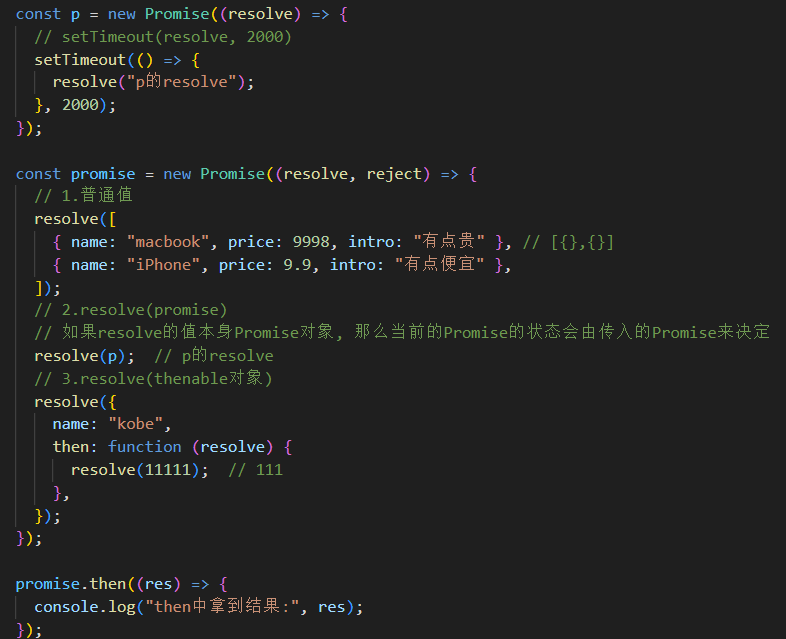 const p = new Promise((resolve) => {
  // setTimeout(resolve, 2000)
  setTimeout(() => {
    resolve("p的resolve");
  }, 2000);
});

const promise = new Promise((resolve, reject) => {
  // 1.普通值
  resolve([
    { name: "macbook", price: 9998, intro: "有点贵" }, // [{},{}]
    { name: "iPhone", price: 9.9, intro: "有点便宜" },
  ]);
  // 2.resolve(promise)
  // 如果resolve的值本身Promise对象, 那么当前的Promise的状态会由传入的Promise来决定
  resolve(p);  // p的resolve
  // 3.resolve(thenable对象)
  resolve({
    name: "kobe",
    then: function (resolve) {
      resolve(11111);  // 111
    },
  });
});

promise.then((res) => {
  console.log("then中拿到结果:", res);
});